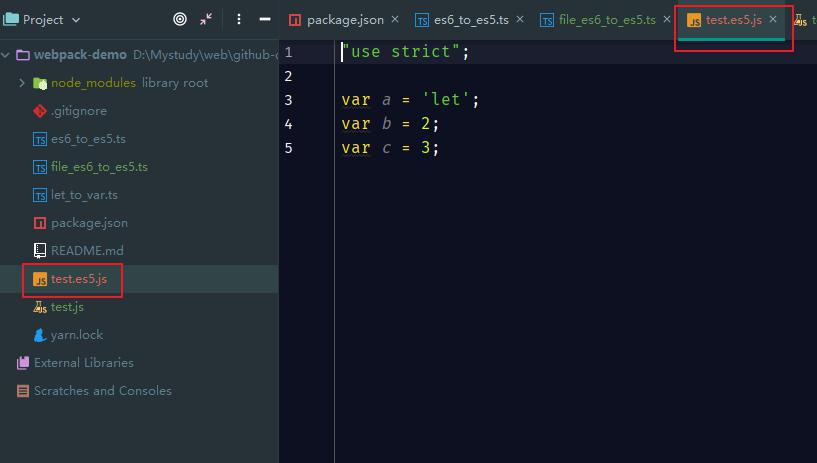 Project
package.json
es6_to_es5.ts
file_es6_to_es5.ts
test.es5.js
webpack-demo D:\Mystudy\web\github-
node_modules library root
.gitignore
es6_to_es5.ts
file_es6_to_es5.ts
let_to_var.ts
package.json
README.md
test.es5.js
test.js
yarn.lock
External Libraries
Scratches and Consoles
1 "use strict";
2
3 var a = 'let';
4 var b = 2;
5 var c = 3;